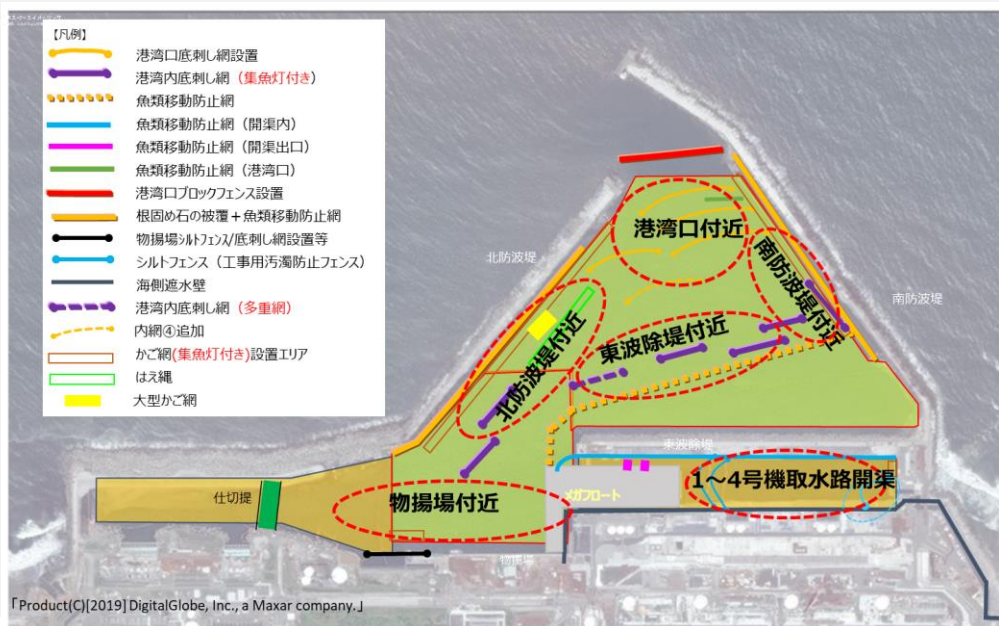 【凡例】
港湾口底刺し網設置
港湾内底刺し網（集魚灯付き）
魚類移動防止網
魚類移動防止網（開渠内）
魚類移動防止網（開渠出口）
魚類移動防止網（港湾口）
港湾口ブロックフェンス設置
根固め石の被覆＋魚類移動防止網
物揚場シルトフェンス/底刺し網設置等
シルトフェンス（工事用汚濁防止フェンス）
海側遮水壁
港湾内底刺し網（多重網）
内網④追加
かご網(集魚灯付き)設置エリア
はえ縄
大型かご網
港湾口付近
北防波堤
南防波堤付近
南防波堤
東波除堤付近
北防波堤付近
東波除堤
1～4号機取水路開渠
メガフロート
仕切堤
物揚場付近
「Product(C)[2019] DigitalGlobe, Inc., a Maxar company.」